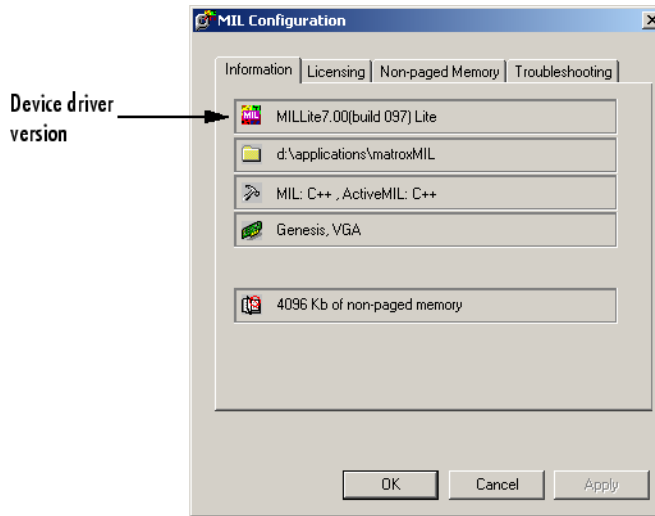 MIL Configuration
Information
Licensing
Non-paged Memory
Troubleshooting
Device driver
version
MILLite7.00(build 097) Lite
d:\applications\matroxMIL
MIL: C++ , ActiveMIL: C++
Genesis, VGA
4096 Kb of non-paged memory
OK
Cancel
Apply